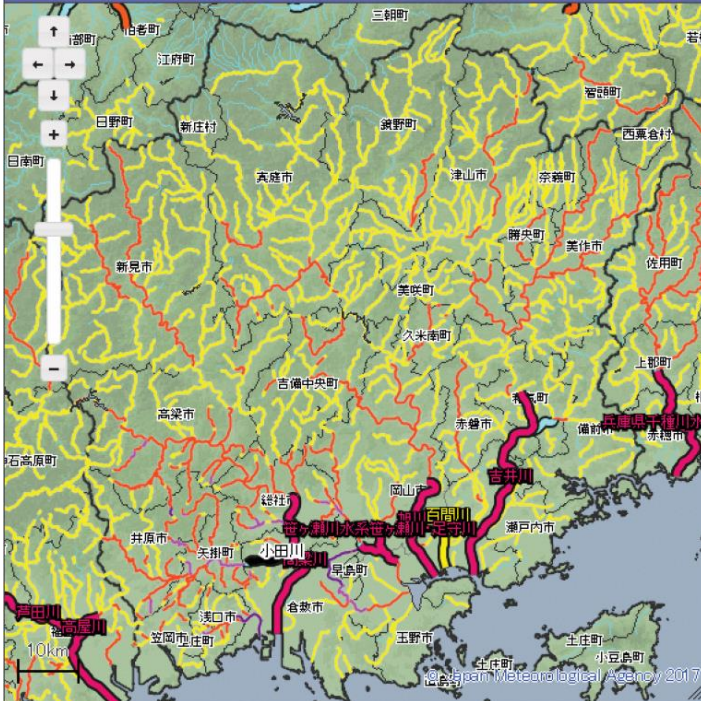 三朝町
江府町
智頭町
日野町
新庄村
鏡野町
西粟倉村
日南町
真庭市
津山市
奈義町
勝央町
美作市
新見市
佐用町
美咲町
久米南町
上郡町
吉備中央町
高梁市
赤磐市
備前市
兵庫県千種川水
赤穂市
神石高原町
総社市
岡山市
吉井川
百間川
笹ヶ瀬川水系笹ヶ瀬川・足守川
瀬戸内市
井原市
矢掛町
小田川
高梁川
早島町
芦田川
高屋川
浅口市
倉敷市
笠岡市
里庄町
玉野市
土庄町
小豆島町
土庄町
10km
© Japan Meteorological Agency 2017